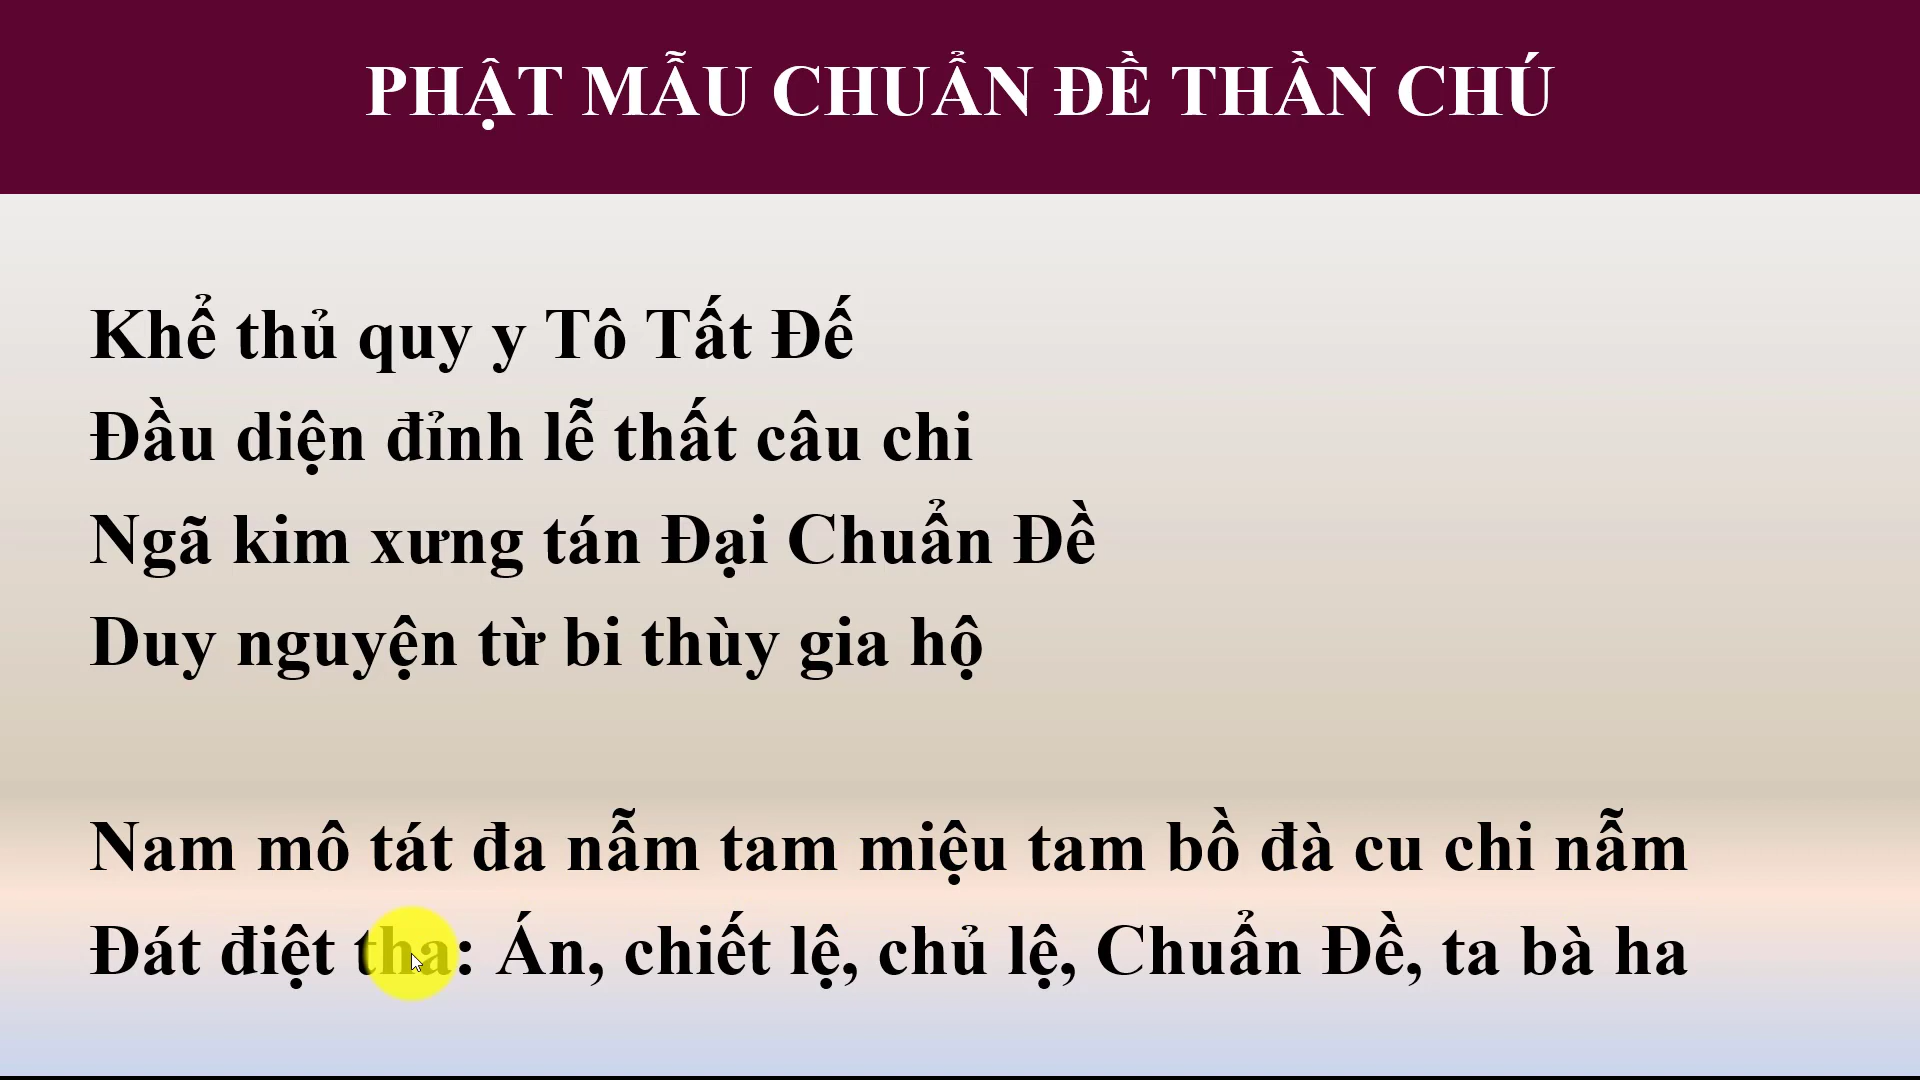 PHẬT MẪU CHUẨN ĐỀ THẦN CHÚ
Khể thủ quy y Tô Tất Đế
Đầu diện đỉnh lễ thất câu chi
Ngã kim xưng tán Đại Chuẩn Đề
Duy nguyện từ bi thùy gia hộ
Nam mô tát đa nẫm tam miệu tam bồ đà cu chi nẫm
Đát điệt tha: Án, chiết lệ, chủ lệ, Chuẩn Đề, ta bà ha